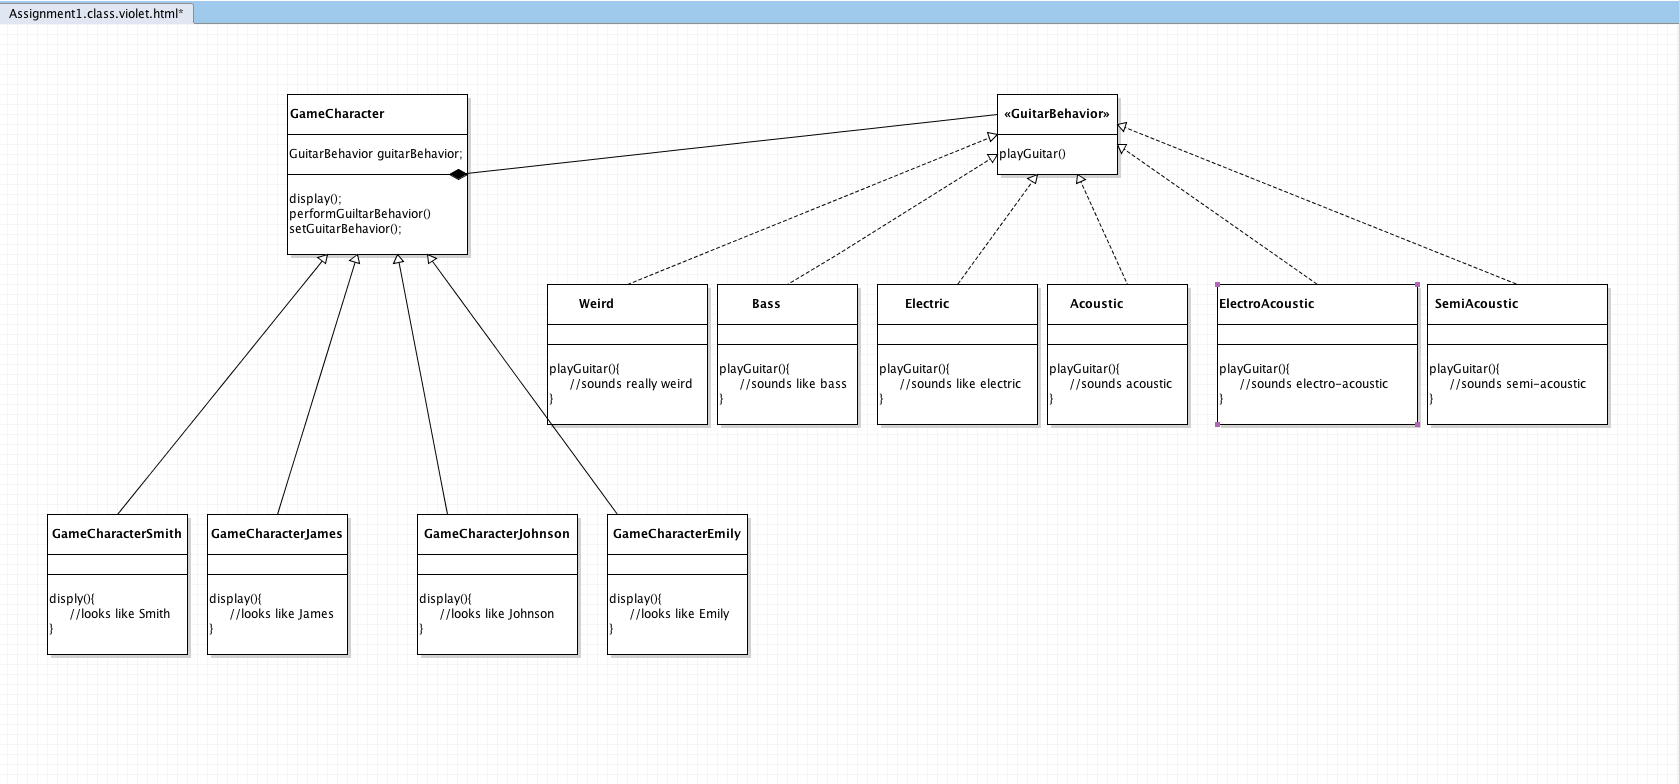 Assignment1.class.violet.html*
GameCharacter
GuitarBehavior guitarBehavior;
display();
performGuiltarBehavior()
setGuitarBehavior();
«GuitarBehavior»
playGuitar()
Weird
playGuitar(){
//sounds really weird
}
Bass
playGuitar(){
//sounds like bass
}
Electric
playGuitar(){
//sounds like electric
}
Acoustic
playGuitar(){
//sounds acoustic
}
ElectroAcoustic
playGuitar(){
//sounds electro-acoustic
}
SemiAcoustic
playGuitar(){
//sounds semi-acoustic
}
GameCharacterSmith
disply(){
//looks like Smith
}
GameCharacterJames
display(){
//looks like James
}
GameCharacterJohnson
display(){
//looks like Johnson
}
GameCharacterEmily
display(){
//looks like Emily
}